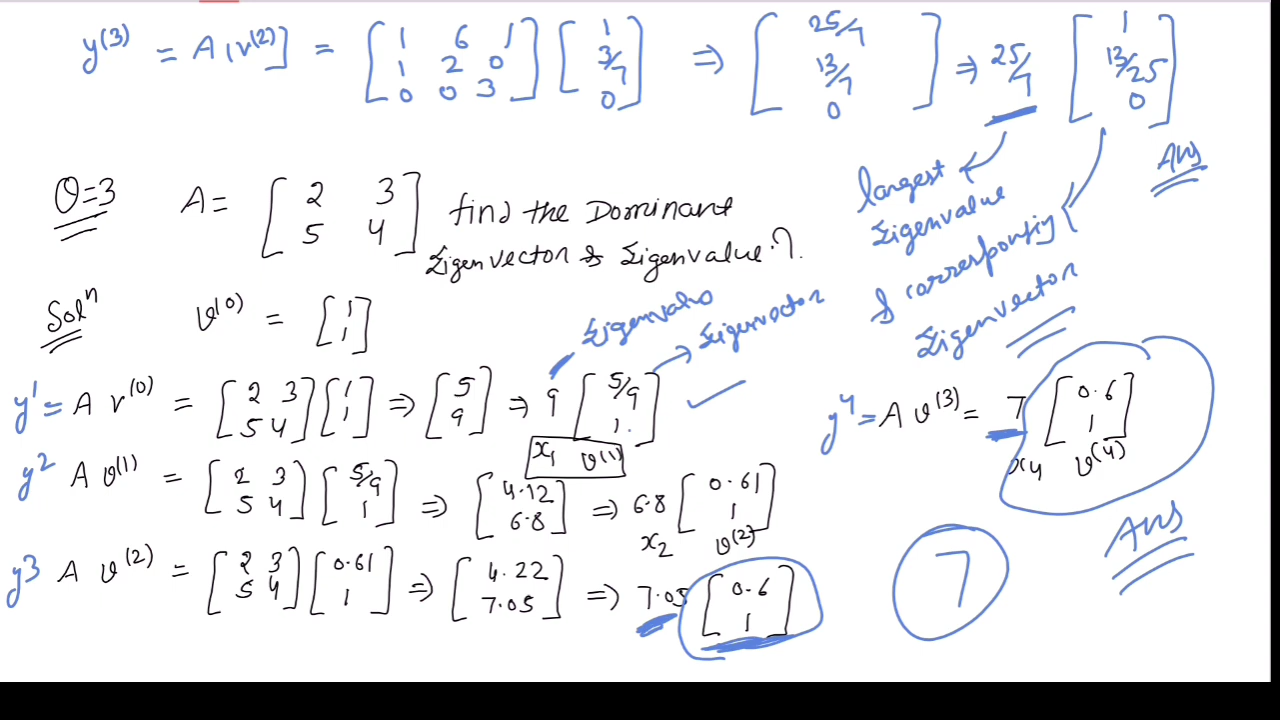 y(3) = A[v(2)] = [1 6 1; 1 2 0; 0 0 3] [1; 3/7; 0] ⇒ [25/7; 13/7; 0] ⇒ 25/7 [1; 13/25; 0]
Ans
largest
Eigenvalue
& corresponfiy
Eigenvector
Q=3 A= [2 3; 5 4] find the Dominant
Eigenvector & Eigenvalue ?
Soln v(0) = [1; 1]
Eigenvalue
Eigenvector
y1 = A v(0) = [2 3; 5 4] [1; 1] ⇒ [5; 9] ⇒ 9 [5/9; 1]
x1 v(1)
y2 A v(1) = [2 3; 5 4] [5/9; 1] ⇒ [4.12; 6.8] ⇒ 6.8 [0.61; 1]
x2 v(2)
y3 A v(2) = [2 3; 5 4] [0.61; 1] ⇒ [4.22; 7.05] ⇒ 7.05 [0.6; 1]
y4 = A v(3) = 7 [0.6; 1]
x4 v(4)
Ans
7